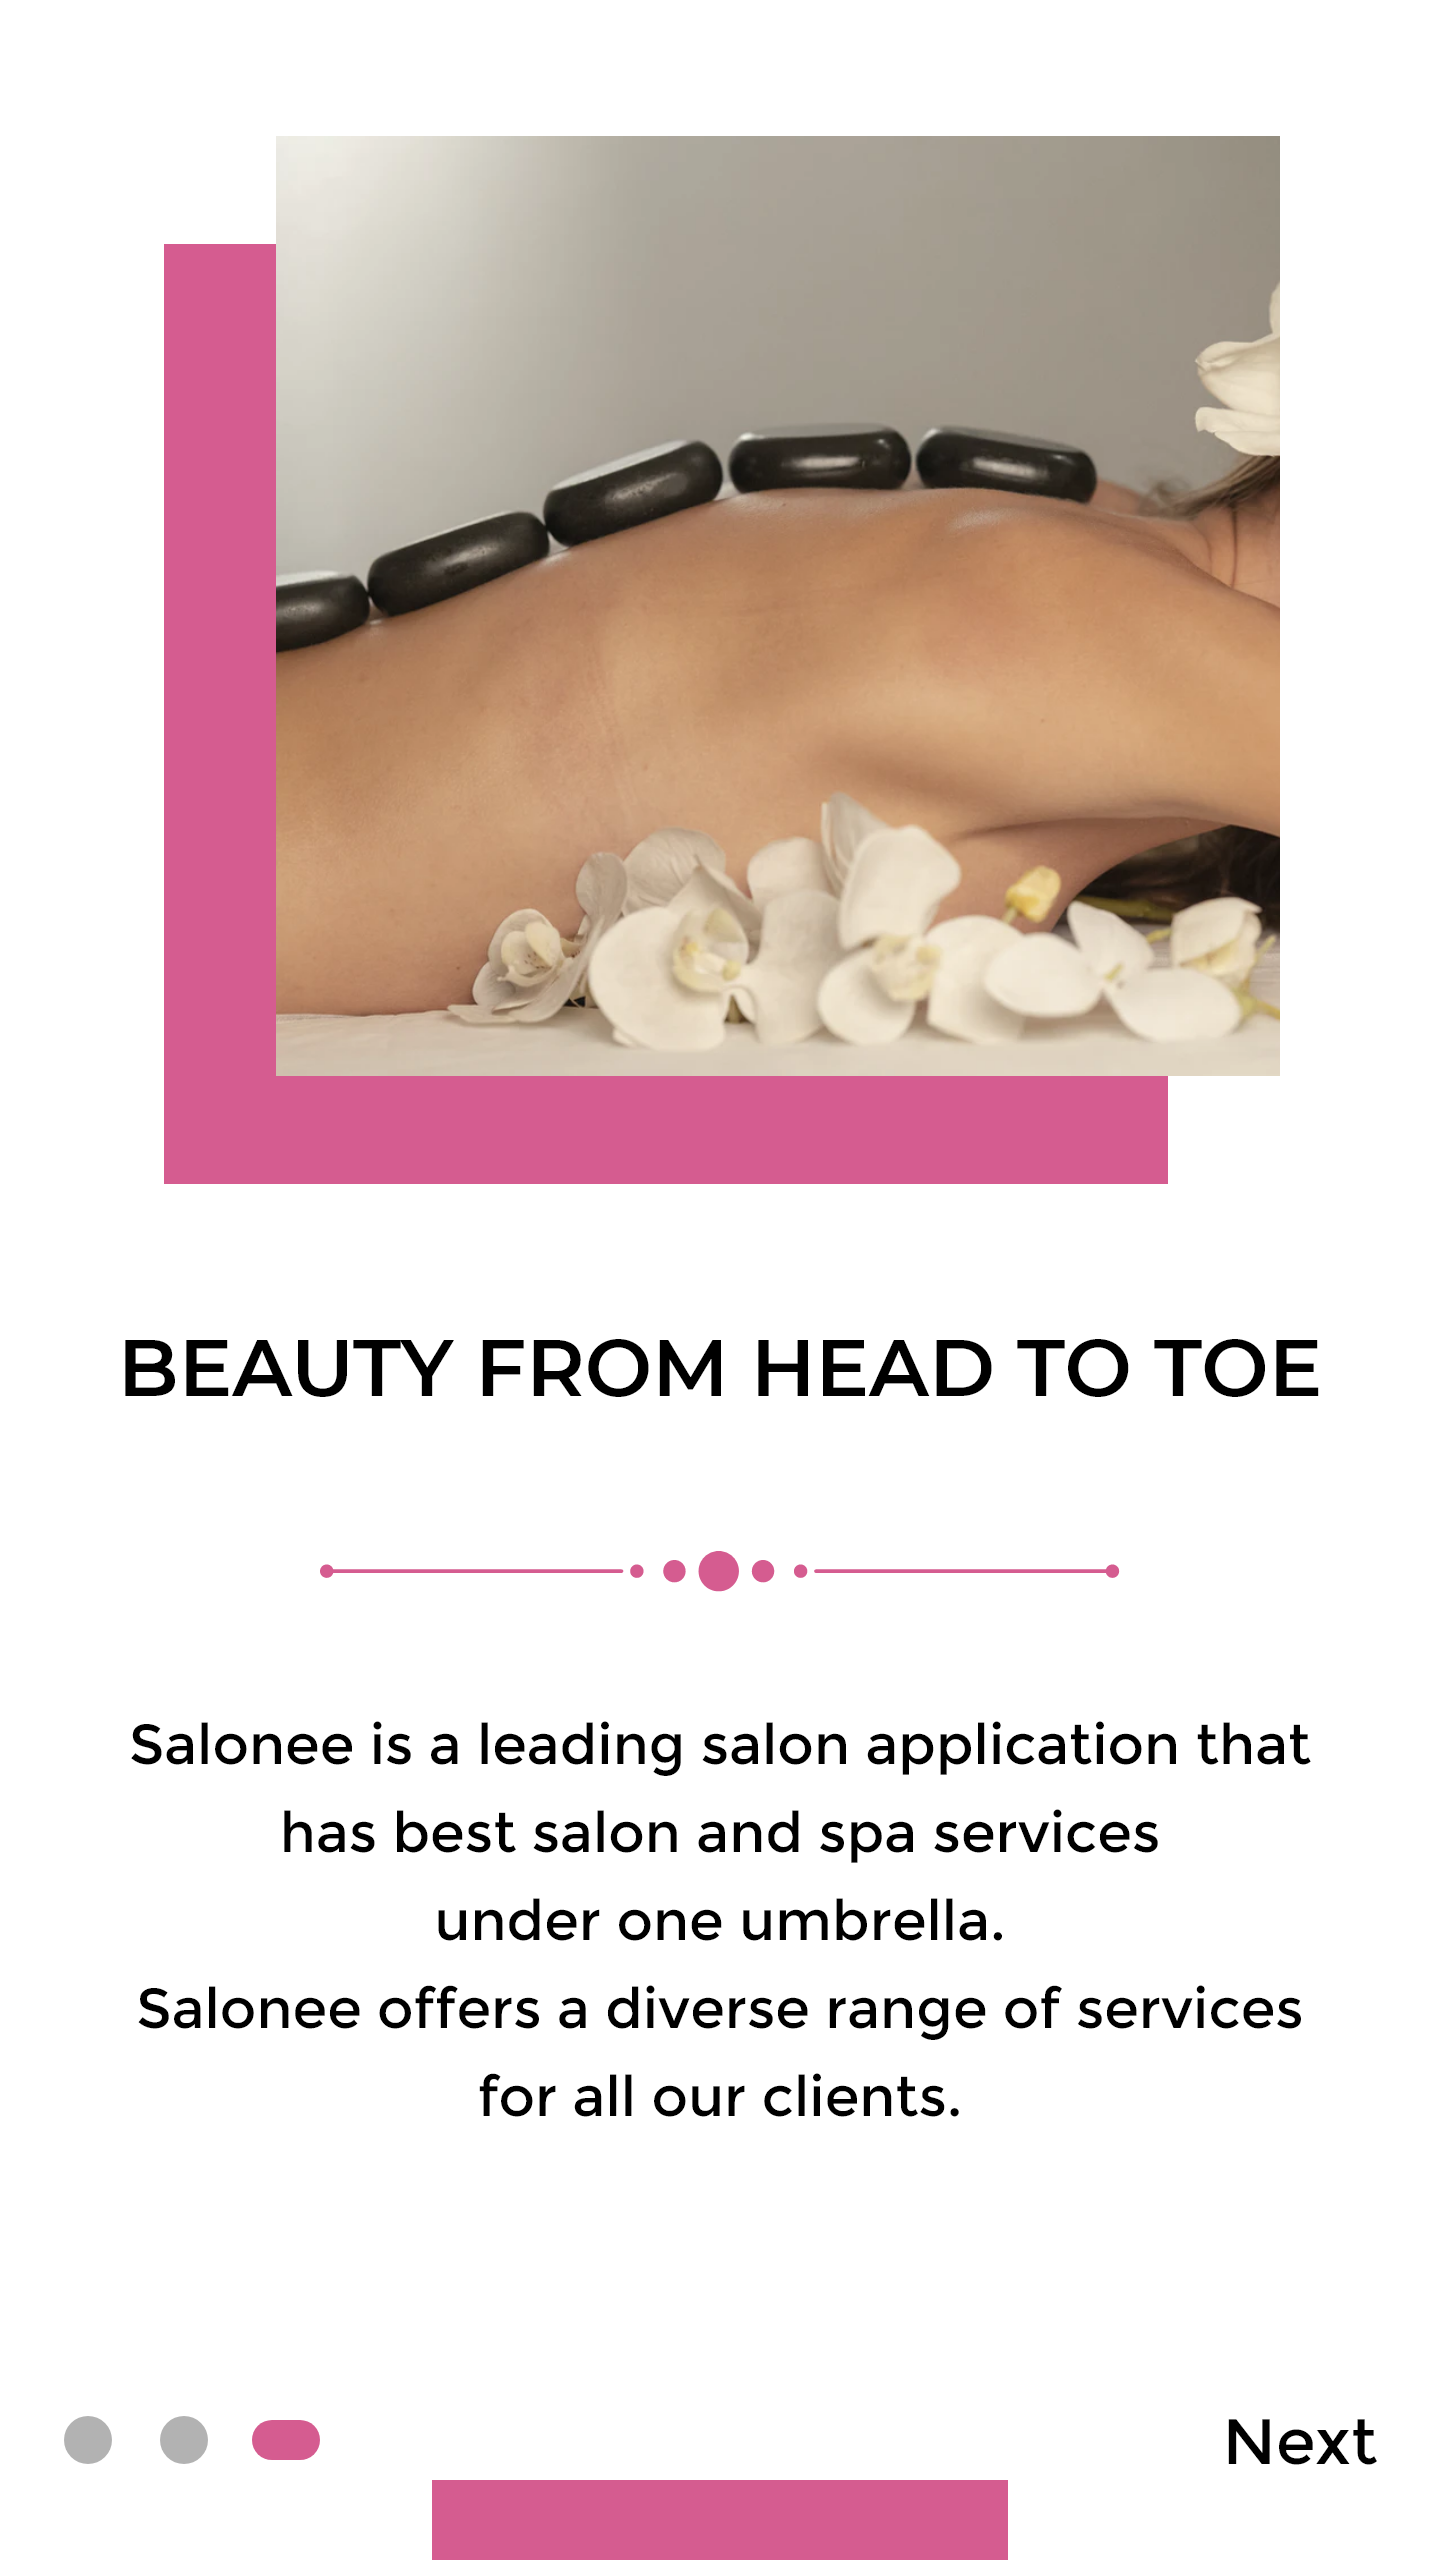 BEAUTY FROM HEAD TO TOE
Salonee is a leading salon application that
has best salon and spa services
under one umbrella.
Salonee offers a diverse range of services
for all our clients.
Next